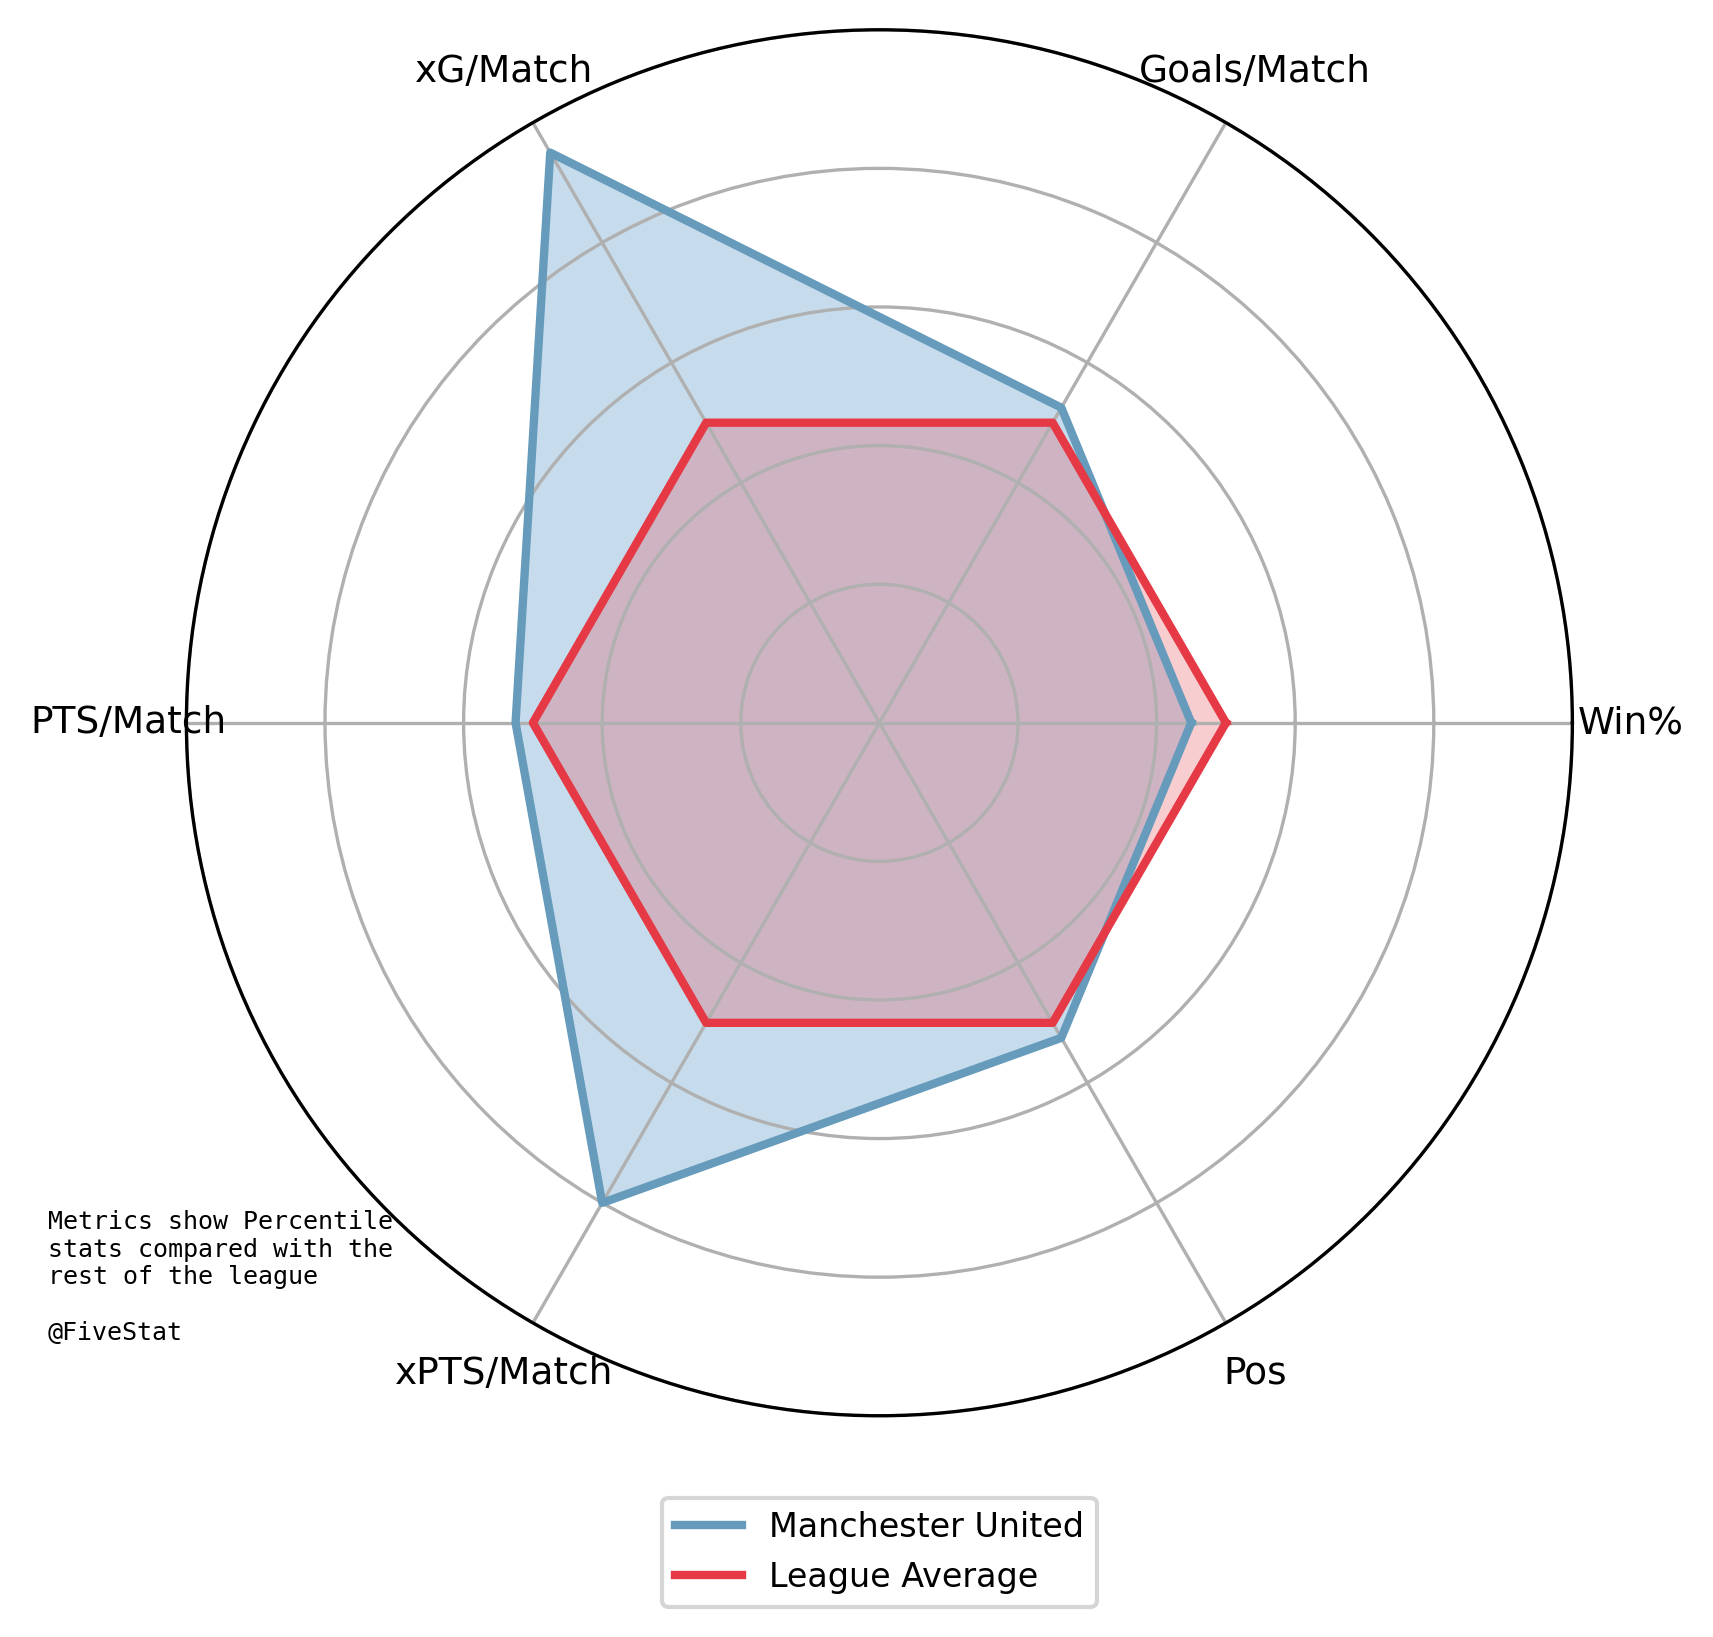 xG/Match
Goals/Match
PTS/Match
Win%
Metrics show Percentile
stats compared with the
rest of the league
@FiveStat
xPTS/Match
Pos
Manchester United
League Average